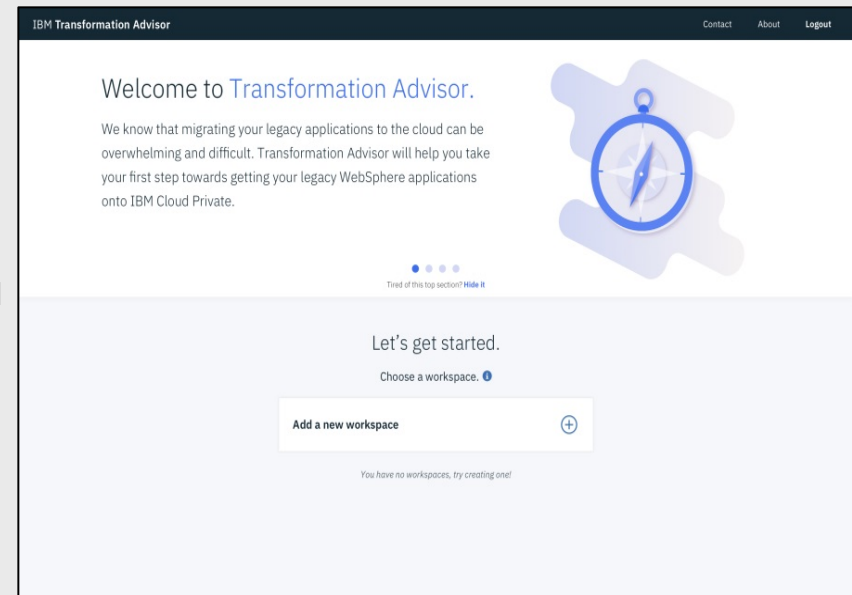 IBM Transformation Advisor
Contact About Logout
Welcome to Transformation Advisor.
We know that migrating your legacy applications to the cloud can be
overwhelming and difficult. Transformation Advisor will help you take
your first step towards getting your legacy WebSphere applications
onto IBM Cloud Private.
Tired of this top section? Hide it
Let's get started.
Choose a workspace.
Add a new workspace
You have no workspaces, try creating one!